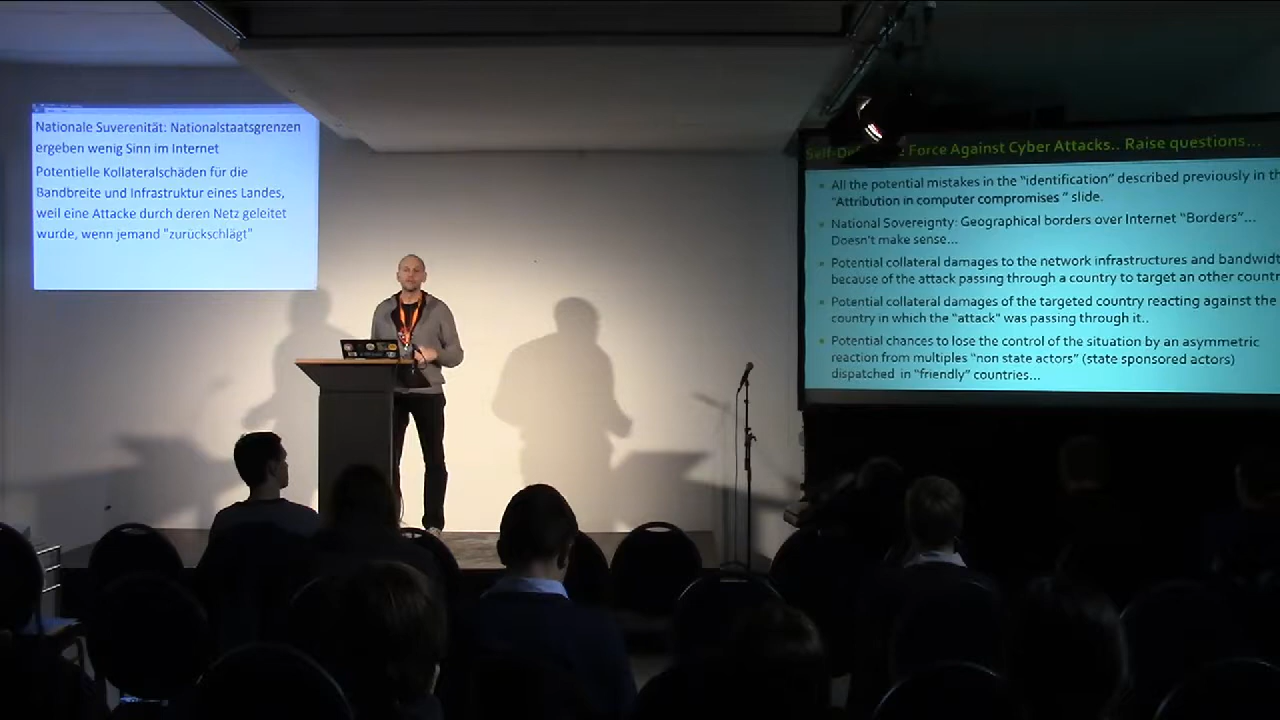 Nationale Suverenität: Nationalstaatsgrenzen
ergeben wenig Sinn im Internet
Potentielle Kollateralschäden für die
Bandbreite und Infrastruktur eines Landes,
weil eine Attacke durch deren Netz geleitet
wurde, wenn jemand "zurückschlägt"
Force Against Cyber Attacks.. Raise questions...
All the potential mistakes in the "identification" described previously in
"Attribution in computer compromises " slide.
National Sovereignty: Geographical borders over Internet "Borders"...
Doesn't make sense...
Potential collateral damages to the network infrastructures and
because of the attack passing through a country to target an other
Potential collateral damages of the targeted country reacting against the
country in which the "attack" was passing through it..
Potential chances to lose the control of the situation by an asymmetric
reaction from multiples "non state actors" (state sponsored actors)
dispatched in "friendly" countries...